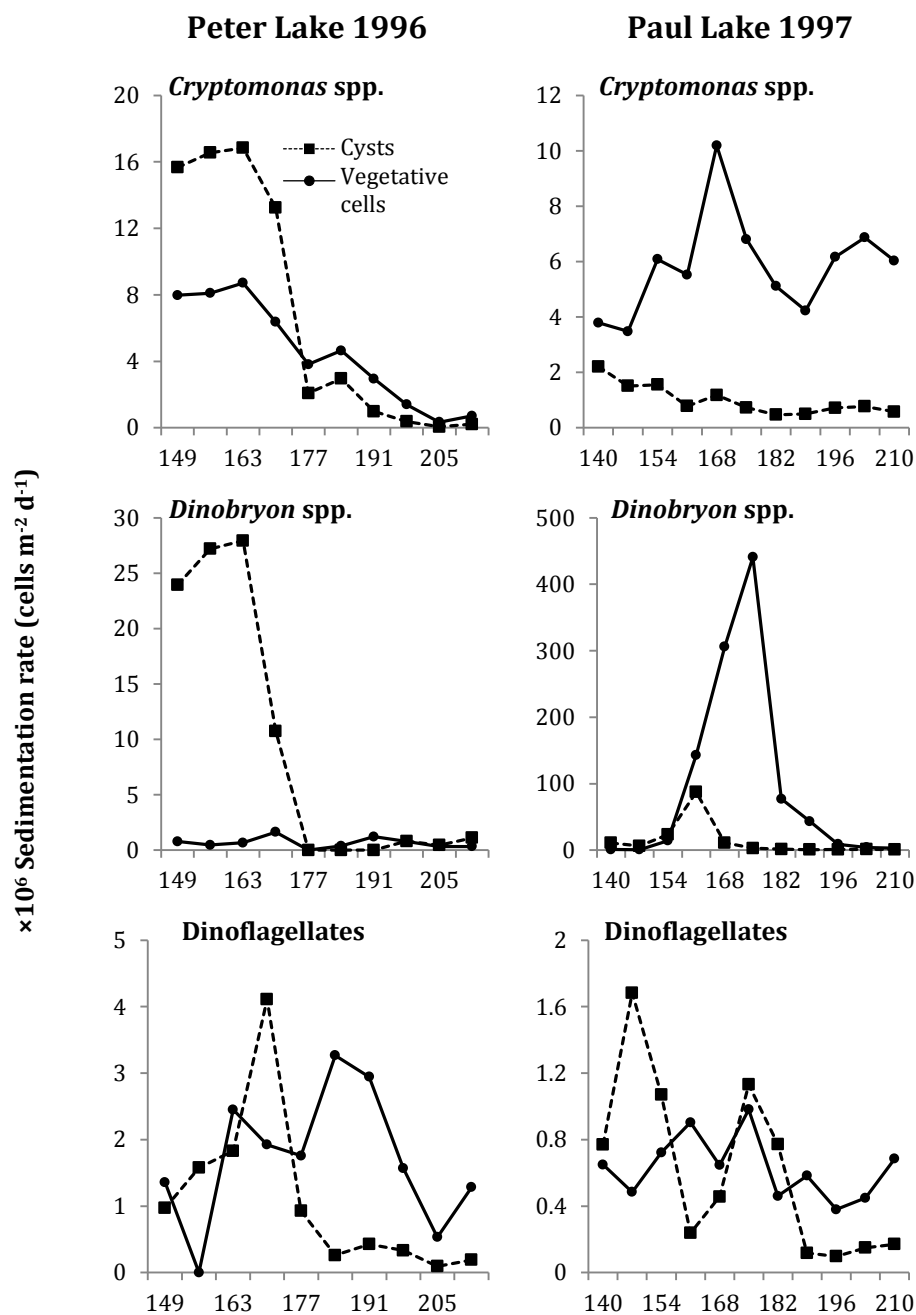 Peter Lake 1996
Paul Lake 1997
×10⁶ Sedimentation rate (cells m⁻² d⁻¹)
Cryptomonas spp.
20
16
12
8
4
0
Cysts
Vegetative
cells
149 163 177 191 205
Cryptomonas spp.
12
10
8
6
4
2
0
140 154 168 182 196 210
Dinobryon spp.
30
25
20
15
10
5
0
149 163 177 191 205
Dinobryon spp.
500
400
300
200
100
0
140 154 168 182 196 210
Dinoflagellates
5
4
3
2
1
0
149 163 177 191 205
Dinoflagellates
2
1.6
1.2
0.8
0.4
0
140 154 168 182 196 210